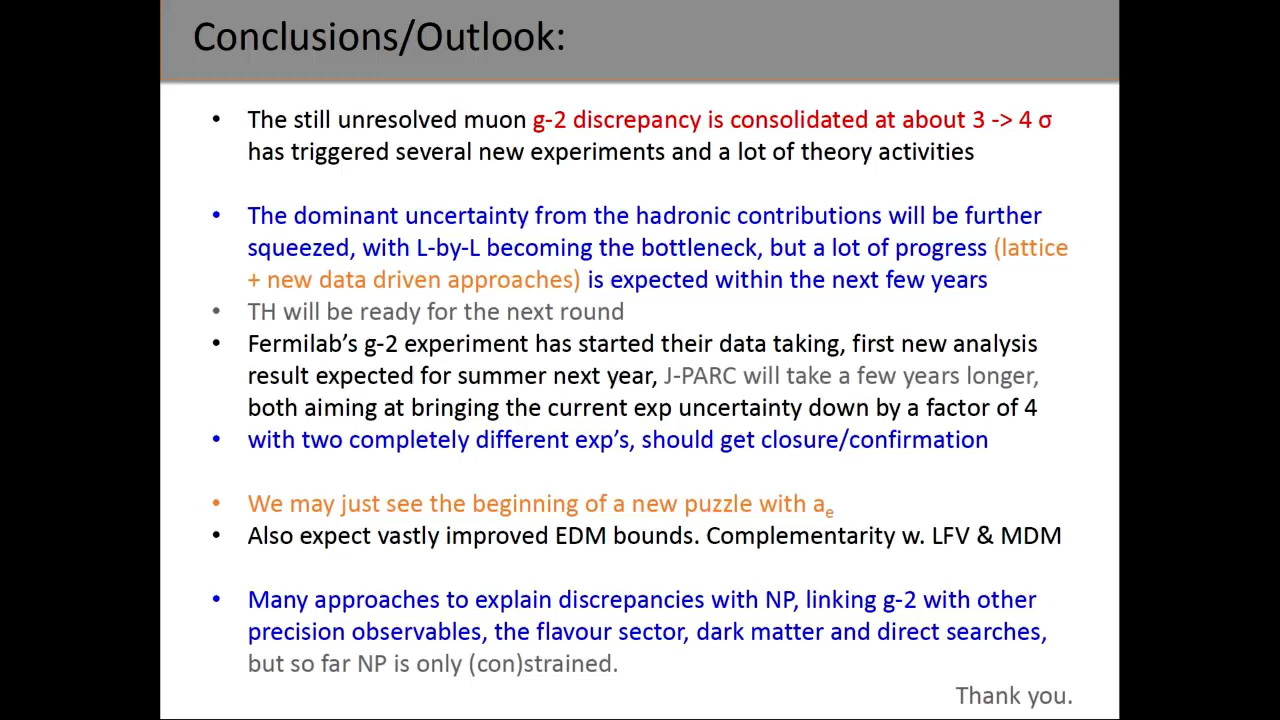 Conclusions/Outlook:
• The still unresolved muon g-2 discrepancy is consolidated at about 3 -> 4 σ
has triggered several new experiments and a lot of theory activities
• The dominant uncertainty from the hadronic contributions will be further
squeezed, with L-by-L becoming the bottleneck, but a lot of progress (lattice
+ new data driven approaches) is expected within the next few years
• TH will be ready for the next round
• Fermilab’s g-2 experiment has started their data taking, first new analysis
result expected for summer next year, J-PARC will take a few years longer,
both aiming at bringing the current exp uncertainty down by a factor of 4
• with two completely different exp’s, should get closure/confirmation
• We may just see the beginning of a new puzzle with aₑ
• Also expect vastly improved EDM bounds. Complementarity w. LFV & MDM
• Many approaches to explain discrepancies with NP, linking g-2 with other
precision observables, the flavour sector, dark matter and direct searches,
but so far NP is only (con)strained.
Thank you.